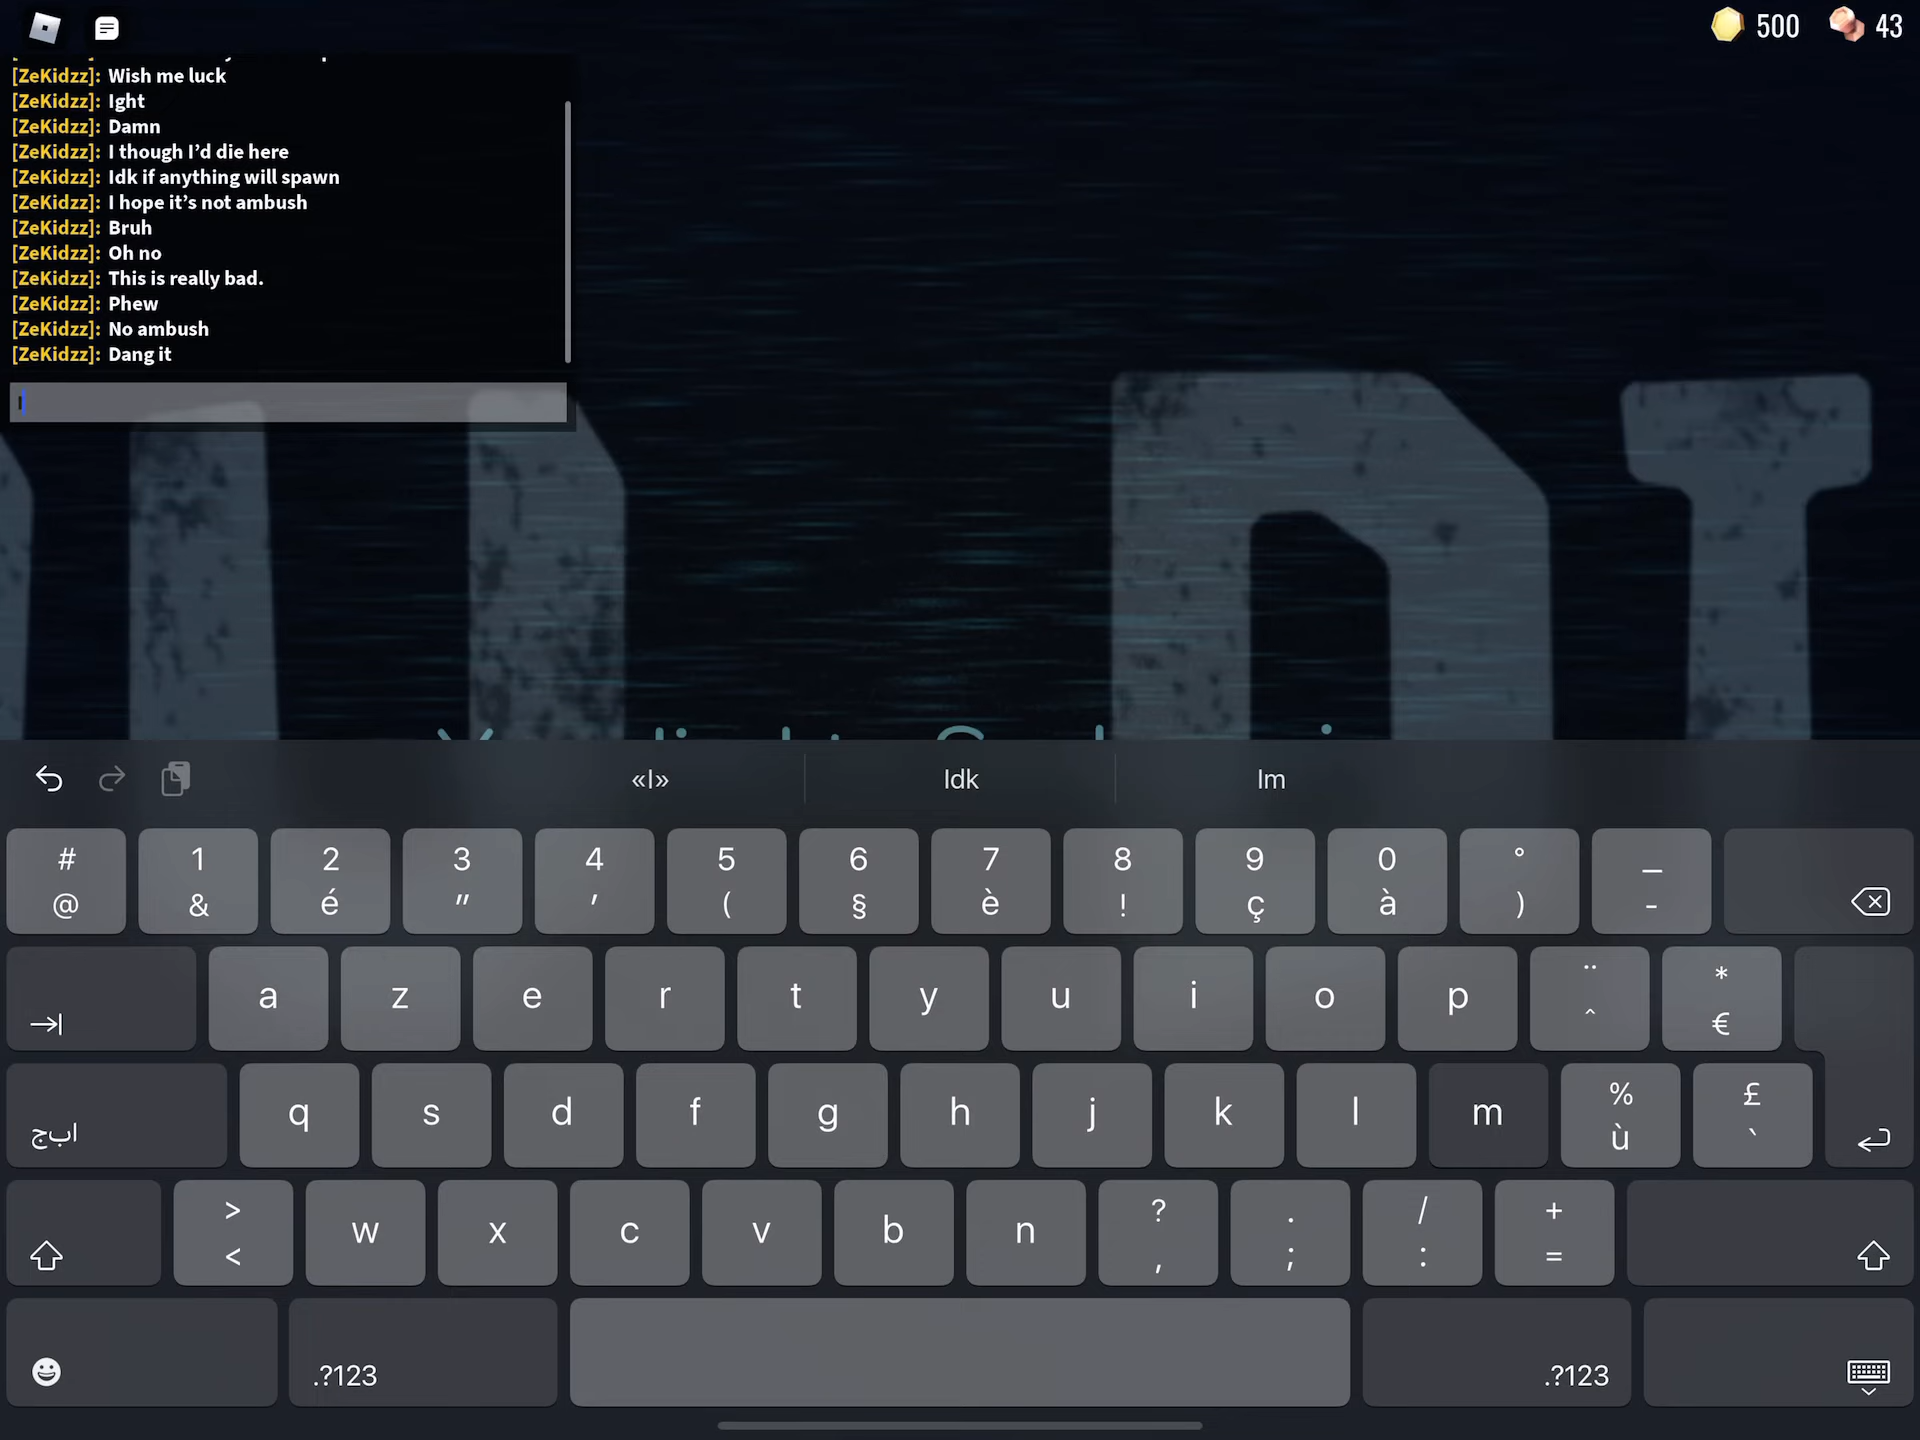 500 43
[ZeKidzz]: Wish me luck
[ZeKidzz]: Ight
[ZeKidzz]: Damn
[ZeKidzz]: I though I’d die here
[ZeKidzz]: Idk if anything will spawn
[ZeKidzz]: I hope it’s not ambush
[ZeKidzz]: Bruh
[ZeKidzz]: Oh no
[ZeKidzz]: This is really bad.
[ZeKidzz]: Phew
[ZeKidzz]: No ambush
[ZeKidzz]: Dang it
I
«I» Idk Im
# 1 2 3 4 5 6 7 8 9 0 ° _
@ & é " ' ( § è ! ç à ) -
a z e r t y u i o p ¨ *
^ €
q s d f g h j k l m % £
ابج ù `
> w x c v b n ? . / +
< , ; : =
.?123 .?123